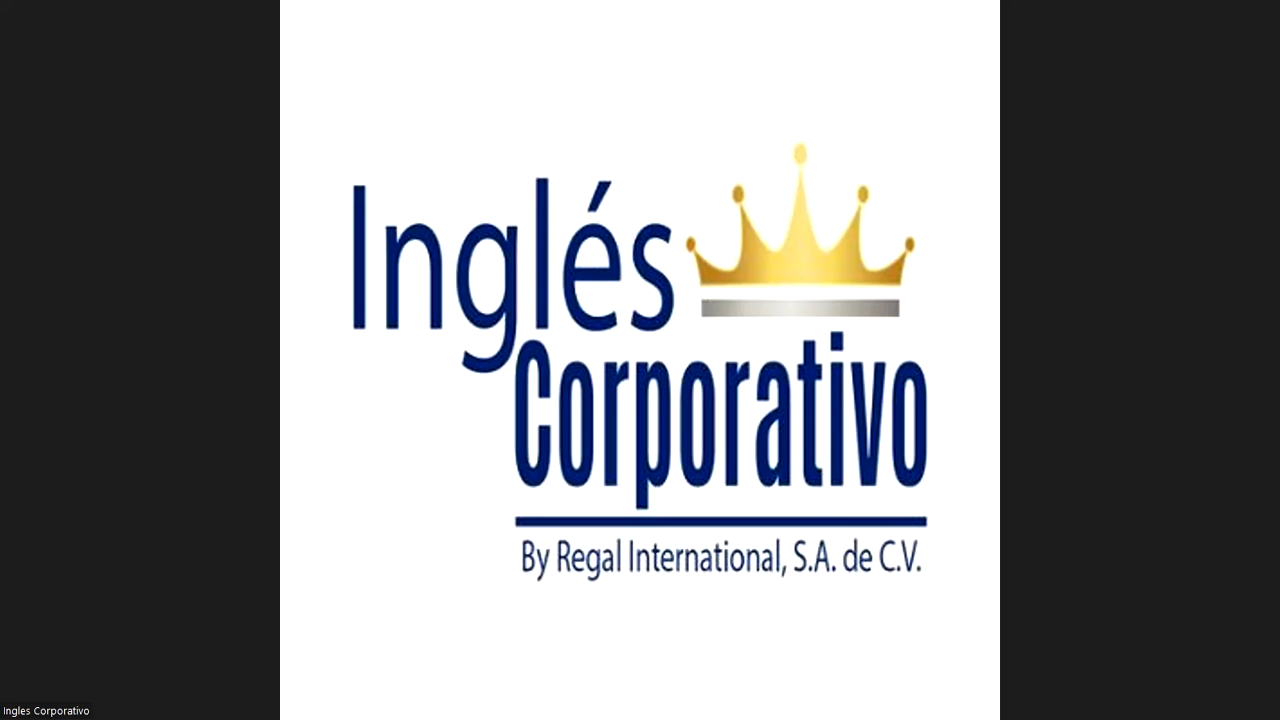 Inglés
Corporativo
By Regal International, S.A. de C.V.
Ingles Corporativo